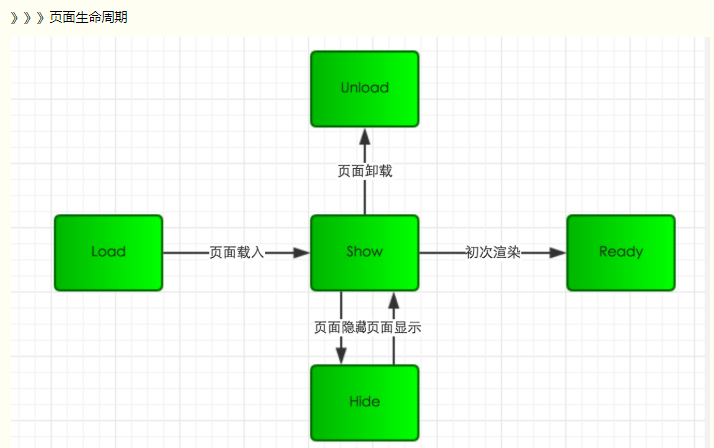 》》》页面生命周期
Unload
页面卸载
Load
页面载入
Show
初次渲染
Ready
页面隐藏
页面显示
Hide